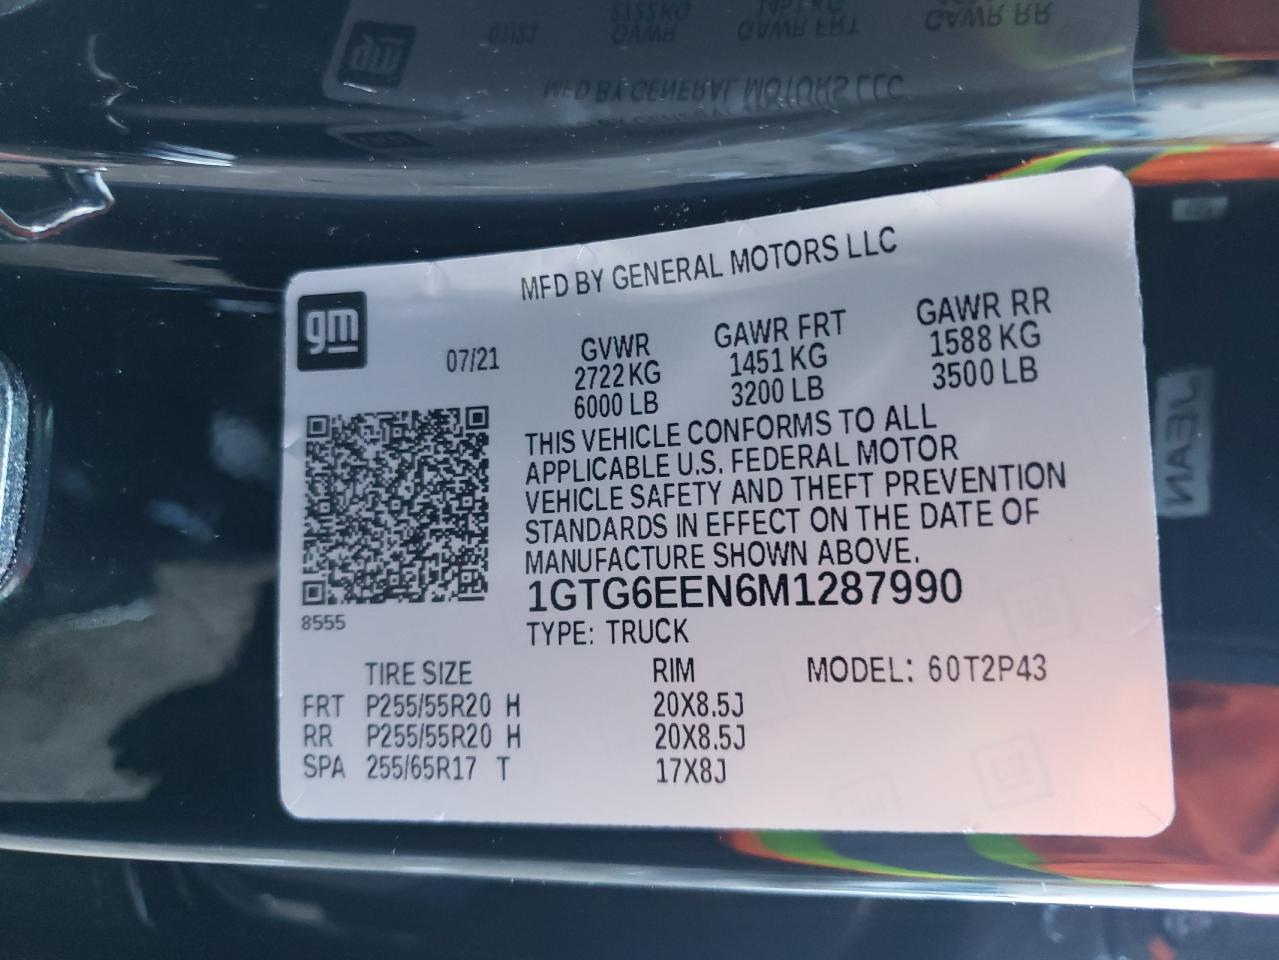 MFD BY GENERAL MOTORS LLC
gm
07/21
GVWR
2722 KG
6000 LB
GAWR FRT
1451 KG
3200 LB
GAWR RR
1588 KG
3500 LB
THIS VEHICLE CONFORMS TO ALL
APPLICABLE U.S. FEDERAL MOTOR
VEHICLE SAFETY AND THEFT PREVENTION
STANDARDS IN EFFECT ON THE DATE OF
MANUFACTURE SHOWN ABOVE.
8555
1GTG6EEN6M1287990
TYPE: TRUCK
TIRE SIZE RIM MODEL: 60T2P43
FRT P255/55R20 H 20X8.5J
RR P255/55R20 H 20X8.5J
SPA 255/65R17 T 17X8J